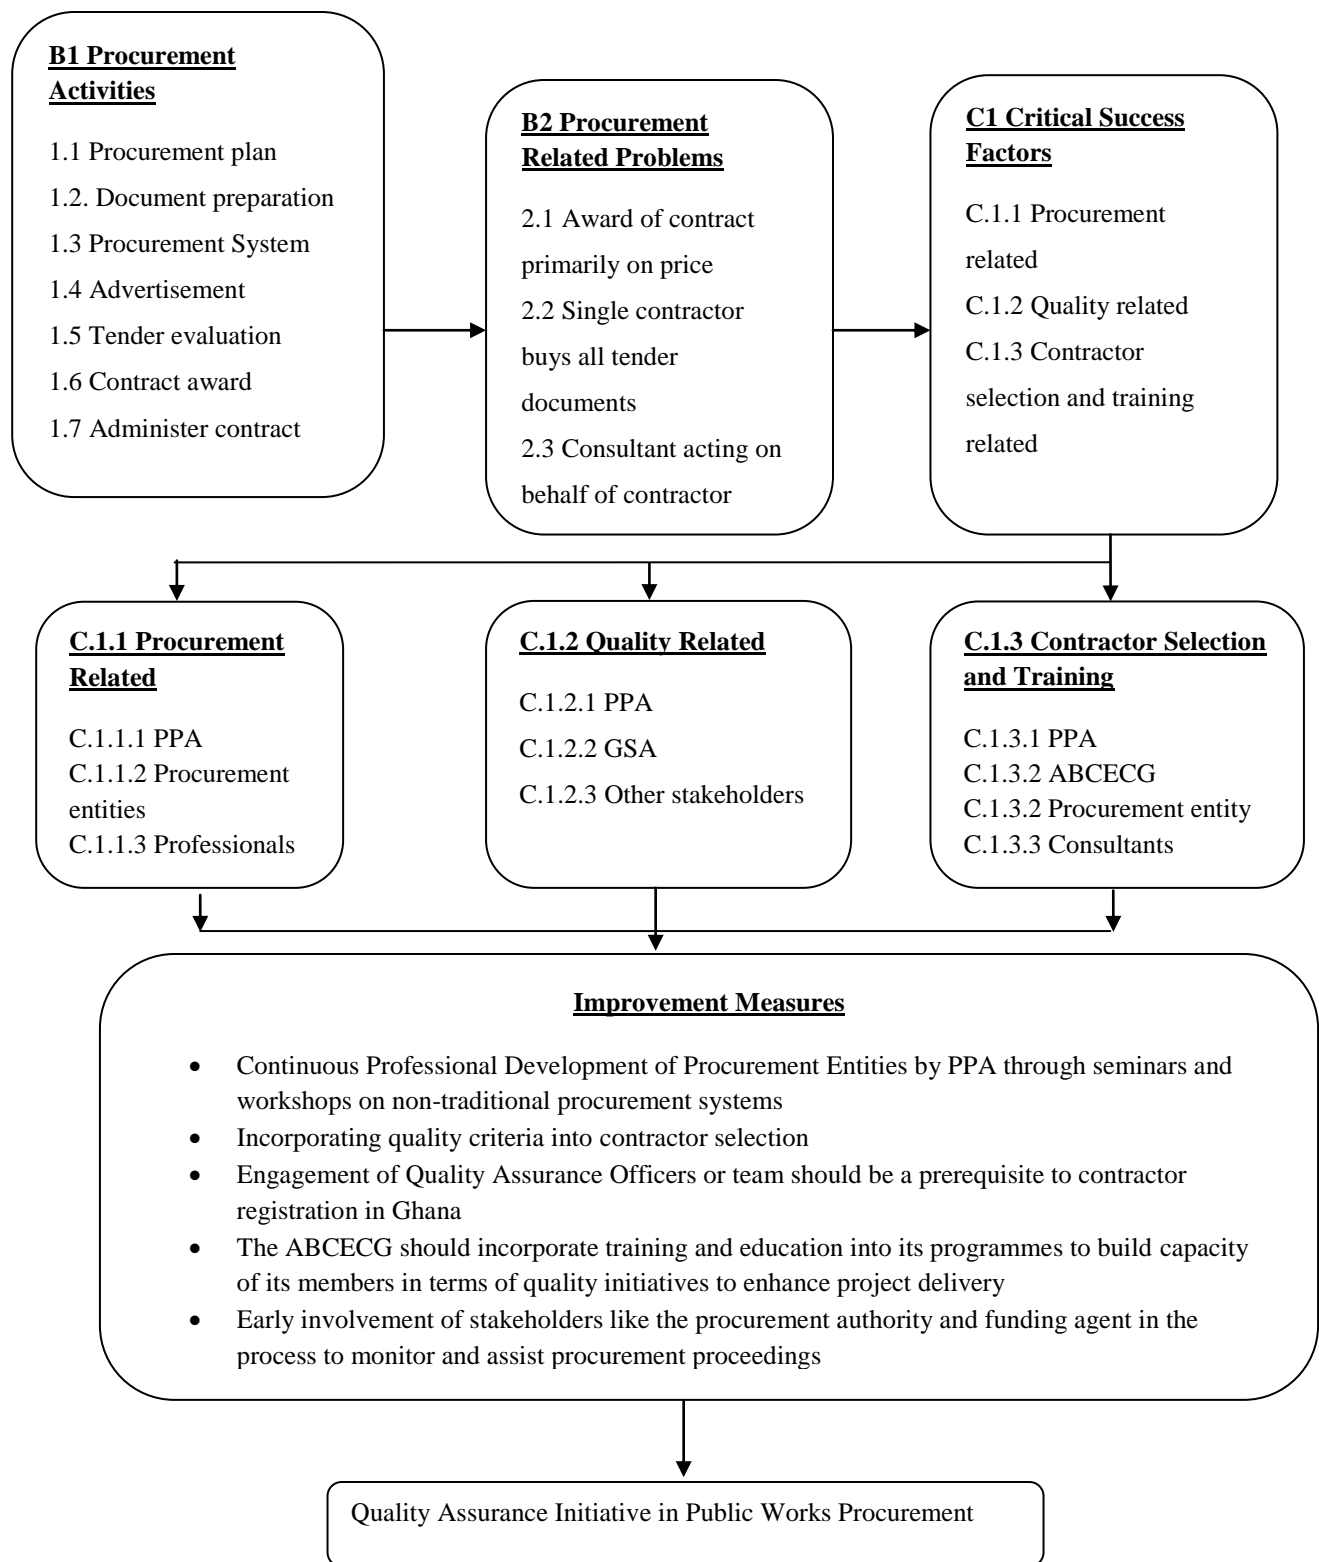 B1 Procurement
Activities
1.1 Procurement plan
1.2. Document preparation
1.3 Procurement System
1.4 Advertisement
1.5 Tender evaluation
1.6 Contract award
1.7 Administer contract
B2 Procurement
Related Problems
2.1 Award of contract
primarily on price
2.2 Single contractor
buys all tender
documents
2.3 Consultant acting on
behalf of contractor
C1 Critical Success
Factors
C.1.1 Procurement
related
C.1.2 Quality related
C.1.3 Contractor
selection and training
related
C.1.1 Procurement
Related
C.1.1.1 PPA
C.1.1.2 Procurement
entities
C.1.1.3 Professionals
C.1.2 Quality Related
C.1.2.1 PPA
C.1.2.2 GSA
C.1.2.3 Other stakeholders
C.1.3 Contractor Selection
and Training
C.1.3.1 PPA
C.1.3.2 ABCECG
C.1.3.2 Procurement entity
C.1.3.3 Consultants
Improvement Measures
• Continuous Professional Development of Procurement Entities by PPA through seminars and
workshops on non-traditional procurement systems
• Incorporating quality criteria into contractor selection
• Engagement of Quality Assurance Officers or team should be a prerequisite to contractor
registration in Ghana
• The ABCECG should incorporate training and education into its programmes to build capacity
of its members in terms of quality initiatives to enhance project delivery
• Early involvement of stakeholders like the procurement authority and funding agent in the
process to monitor and assist procurement proceedings
Quality Assurance Initiative in Public Works Procurement